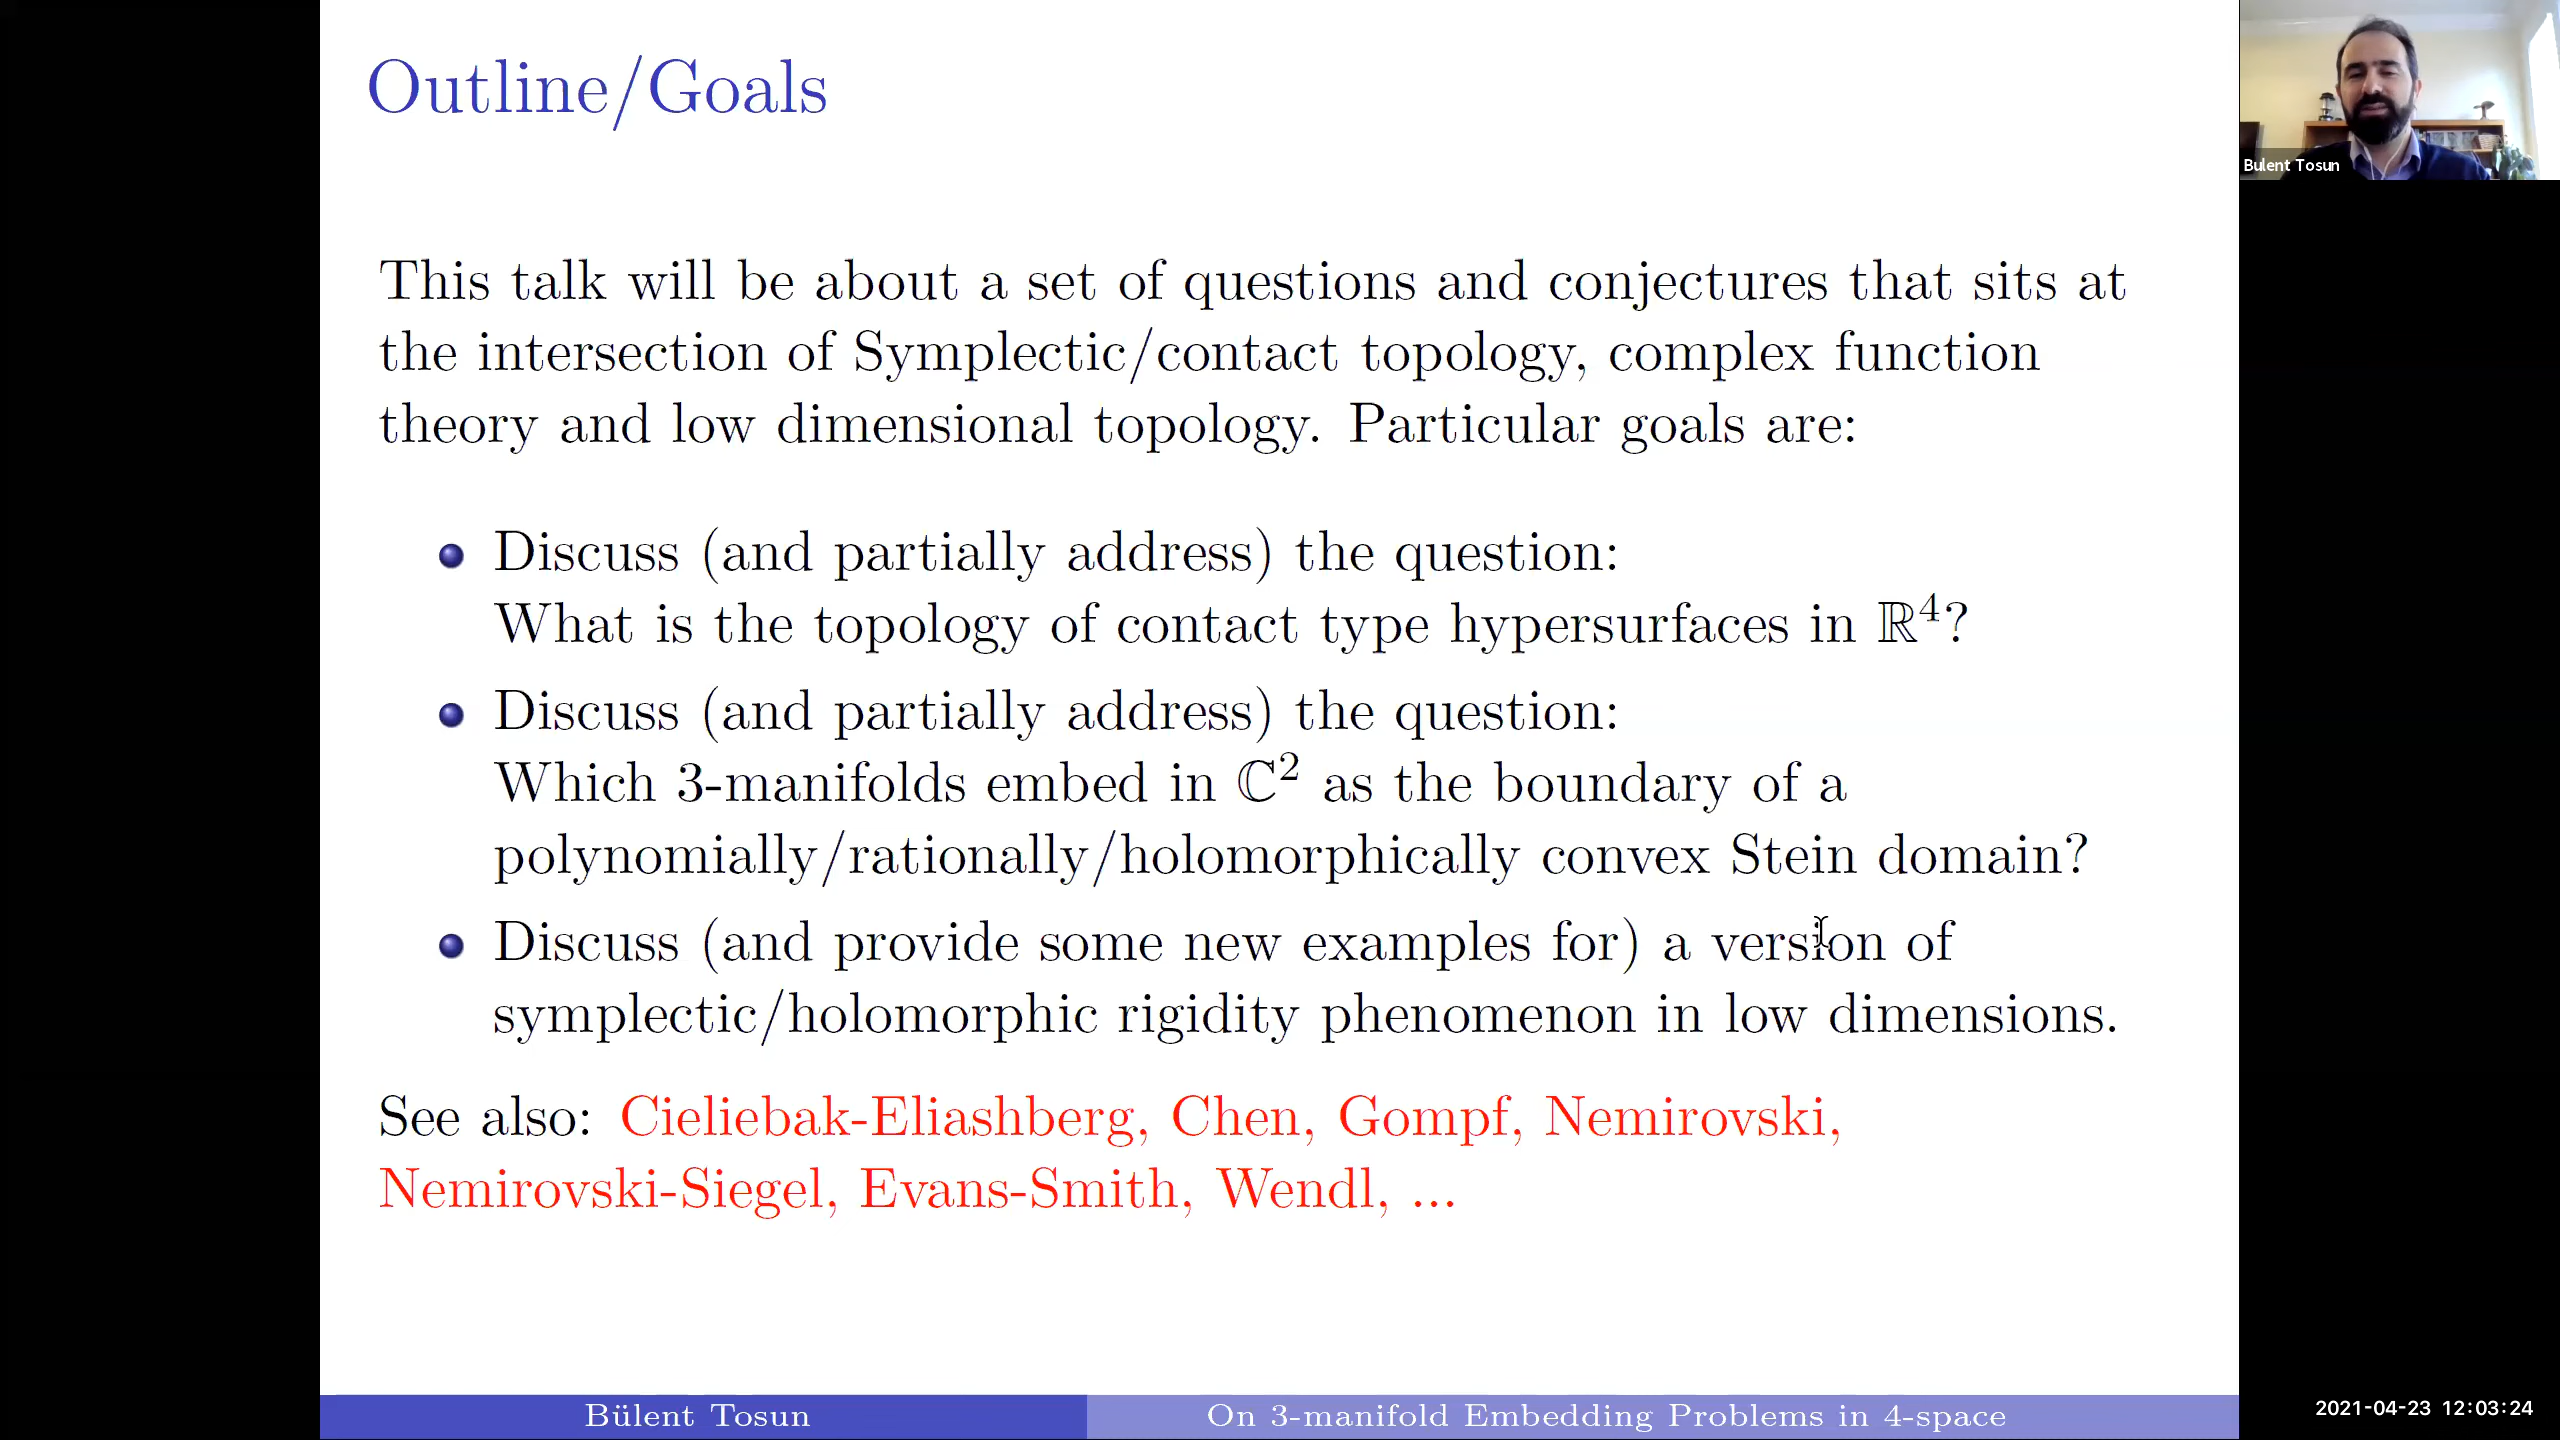 Outline/Goals
Bulent Tosun
This talk will be about a set of questions and conjectures that sits at
the intersection of Symplectic/contact topology, complex function
theory and low dimensional topology. Particular goals are:
Discuss (and partially address) the question:
What is the topology of contact type hypersurfaces in ℝ⁴?
Discuss (and partially address) the question:
Which 3-manifolds embed in ℂ² as the boundary of a
polynomially/rationally/holomorphically convex Stein domain?
Discuss (and provide some new examples for) a version of
symplectic/holomorphic rigidity phenomenon in low dimensions.
See also: Cieliebak-Eliashberg, Chen, Gompf, Nemirovski,
Nemirovski-Siegel, Evans-Smith, Wendl, ...
Bülent Tosun
On 3-manifold Embedding Problems in 4-space
2021-04-23 12:03:24